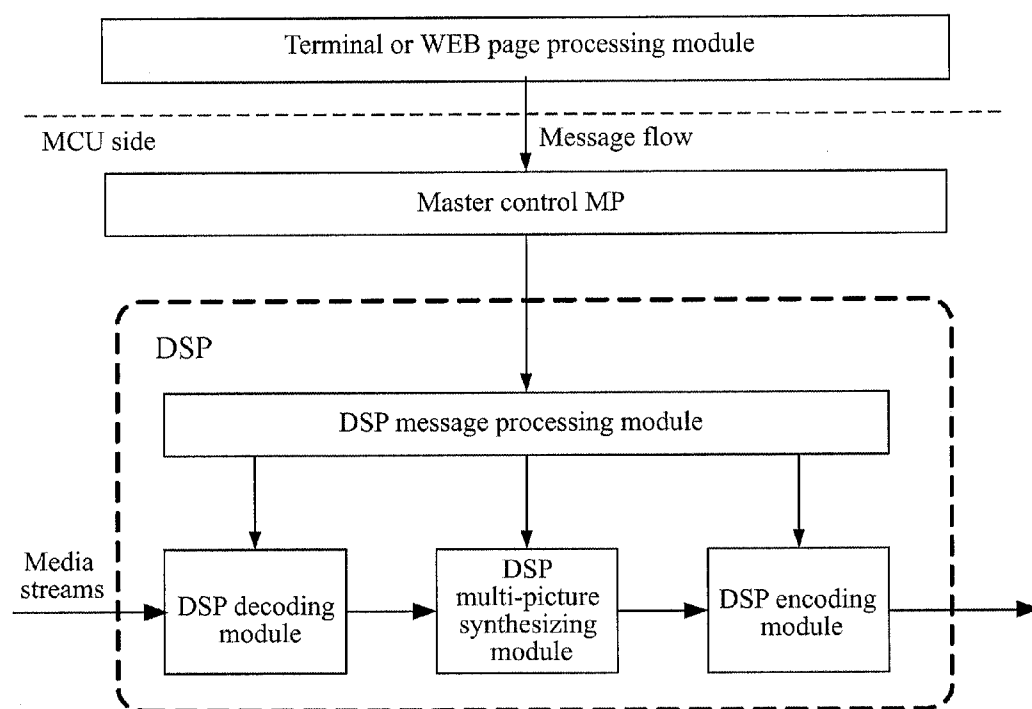 Terminal or WEB page processing module
MCU side
Message flow
Master control MP
DSP
DSP message processing module
Media
streams
DSP decoding
module
DSP
multi-picture
synthesizing
module
DSP encoding
module